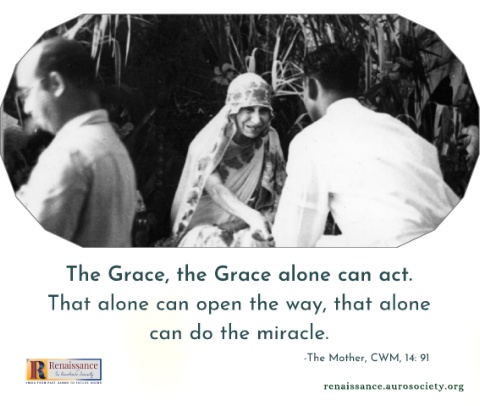 The Grace, the Grace alone can act.
That alone can open the way, that alone
can do the miracle.
-The Mother, CWM, 14: 91
Renaissance
renaissance.aurosociety.org